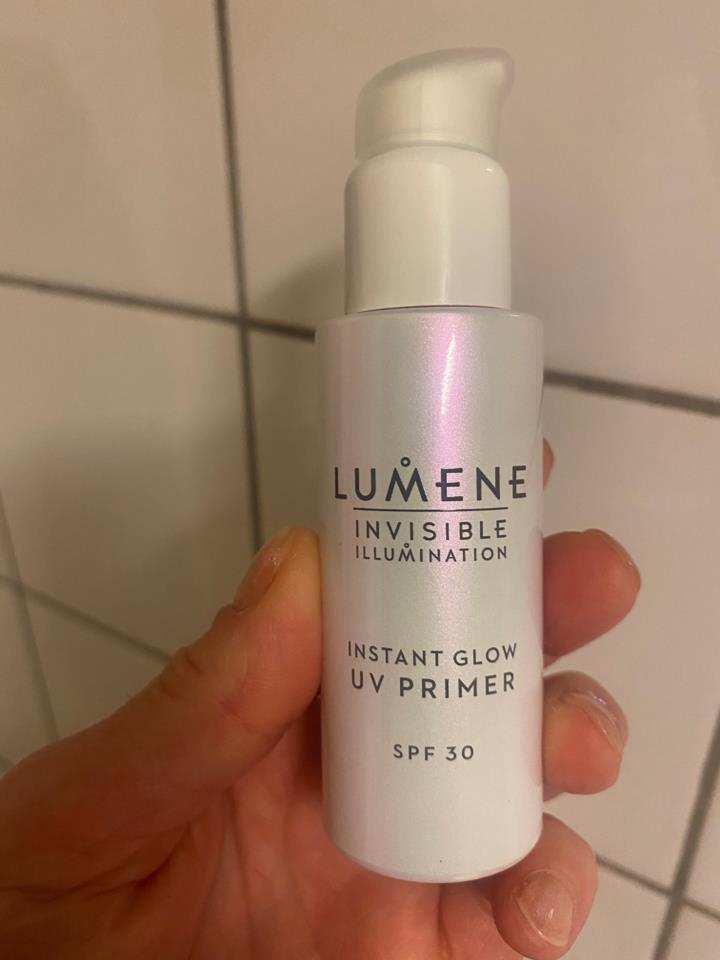 LUMENE
INVISIBLE
ILLUMINATION
INSTANT GLOW
UV PRIMER
SPF 30